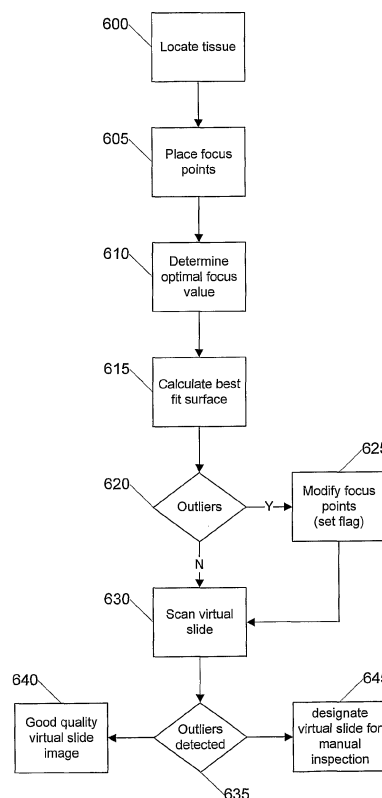 600
Locate tissue
605
Place focus
points
610
Determine
optimal focus
value
615
Calculate best
fit surface
620
Outliers
Y
625
Modify focus
points
(set flag)
N
630
Scan virtual
slide
640
Good quality
virtual slide
image
Outliers
detected
635
645
designate
virtual slide for
manual
inspection